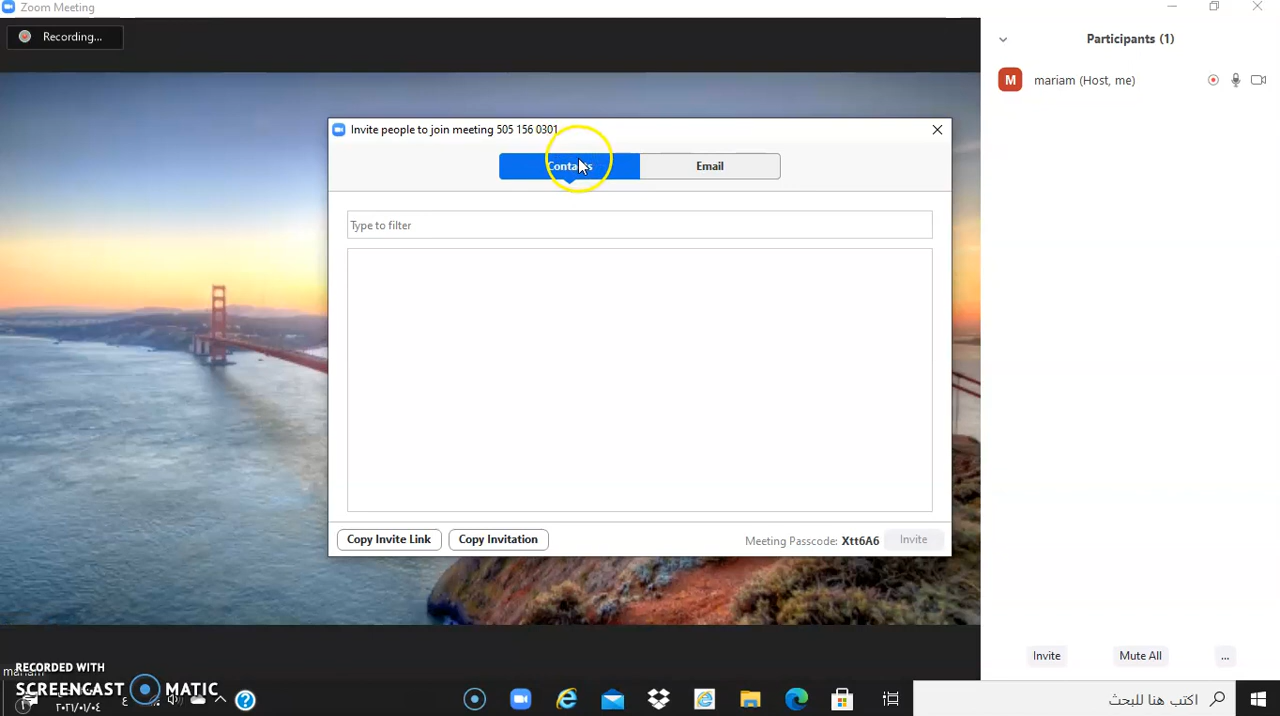 Zoom Meeting
Recording...
Participants (1)
M
mariam (Host, me)
Invite people to join meeting 505 156 0301
Contacts
Email
Type to filter
Copy Invite Link
Copy Invitation
Meeting Passcode: Xtt6A6
Invite
Invite
Mute All
...
RECORDED WITH
SCREENCAST MATIC
اكتب هنا للبحث